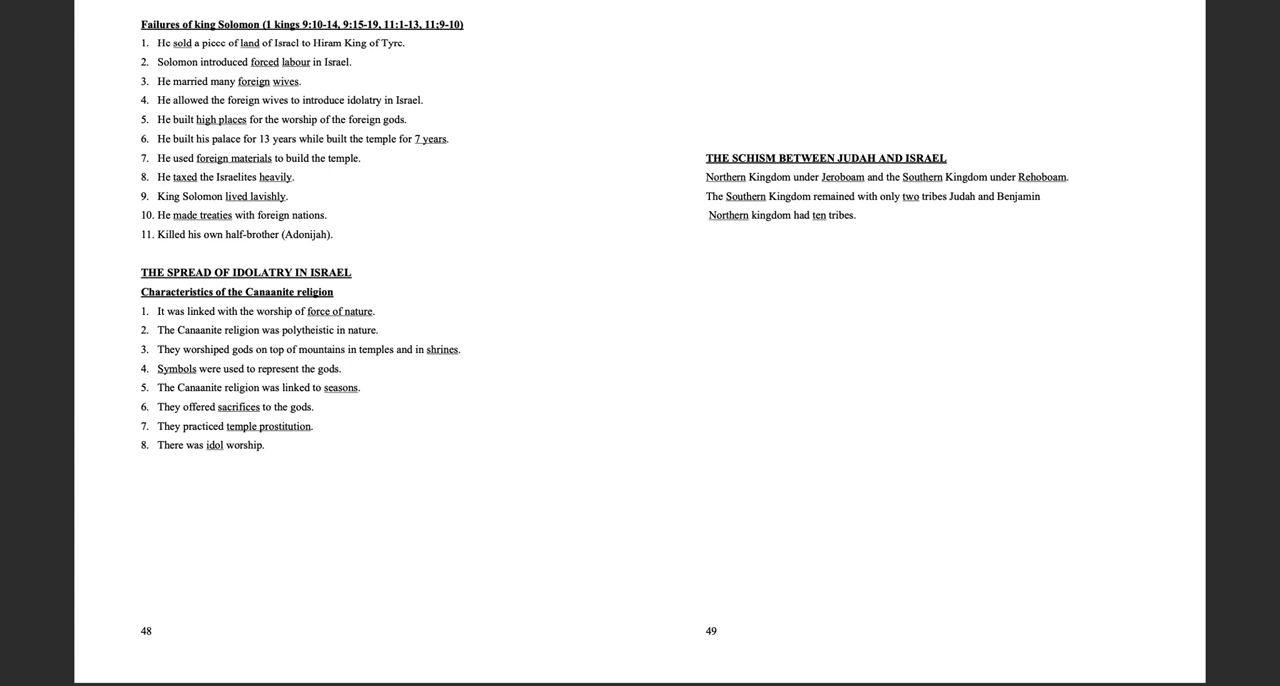 Failures of king Solomon (1 kings 9:10-14, 9:15-19, 11:1-13, 11;9-10)
1. He sold a piece of land of Israel to Hiram King of Tyre.
2. Solomon introduced forced labour in Israel.
3. He married many foreign wives.
4. He allowed the foreign wives to introduce idolatry in Israel.
5. He built high places for the worship of the foreign gods.
6. He built his palace for 13 years while built the temple for 7 years.
7. He used foreign materials to build the temple.
8. He taxed the Israelites heavily.
9. King Solomon lived lavishly.
10. He made treaties with foreign nations.
11. Killed his own half-brother (Adonijah).
THE SPREAD OF IDOLATRY IN ISRAEL
Characteristics of the Canaanite religion
1. It was linked with the worship of force of nature.
2. The Canaanite religion was polytheistic in nature.
3. They worshiped gods on top of mountains in temples and in shrines.
4. Symbols were used to represent the gods.
5. The Canaanite religion was linked to seasons.
6. They offered sacrifices to the gods.
7. They practiced temple prostitution.
8. There was idol worship.
48
THE SCHISM BETWEEN JUDAH AND ISRAEL
Northern Kingdom under Jeroboam and the Southern Kingdom under Rehoboam.
The Southern Kingdom remained with only two tribes Judah and Benjamin
Northern kingdom had ten tribes.
49